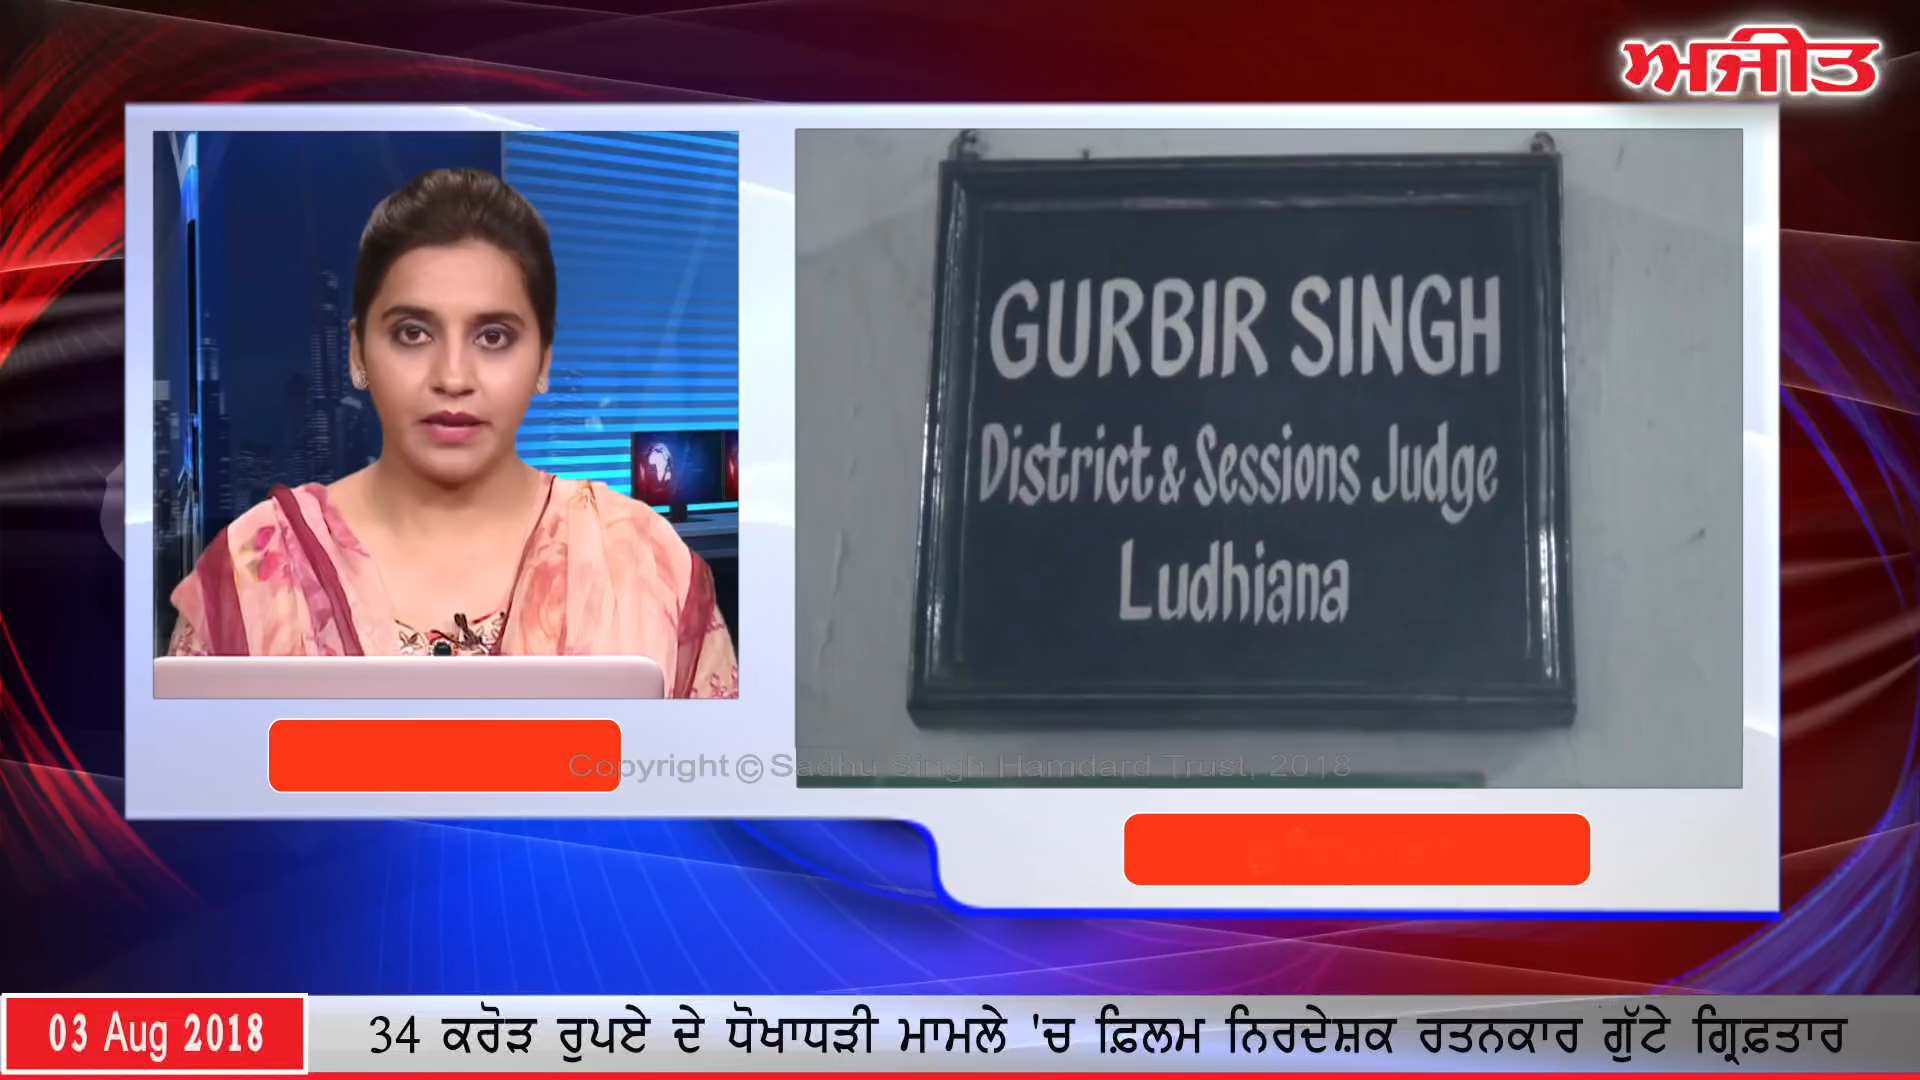 ਅਜੀਤ
GURBIR SINGH
District & Sessions Judge
Ludhiana
Copyright © Sadhu Singh Hamdard Trust, 2018
03 Aug 2018
34 ਕਰੋੜ ਰੁਪਏ ਦੇ ਧੋਖਾਧੜੀ ਮਾਮਲੇ 'ਚ ਫ਼ਿਲਮ ਨਿਰਦੇਸ਼ਕ ਰਤਨਕਾਰ ਗੁੱਟੇ ਗ੍ਰਿਫ਼ਤਾਰ